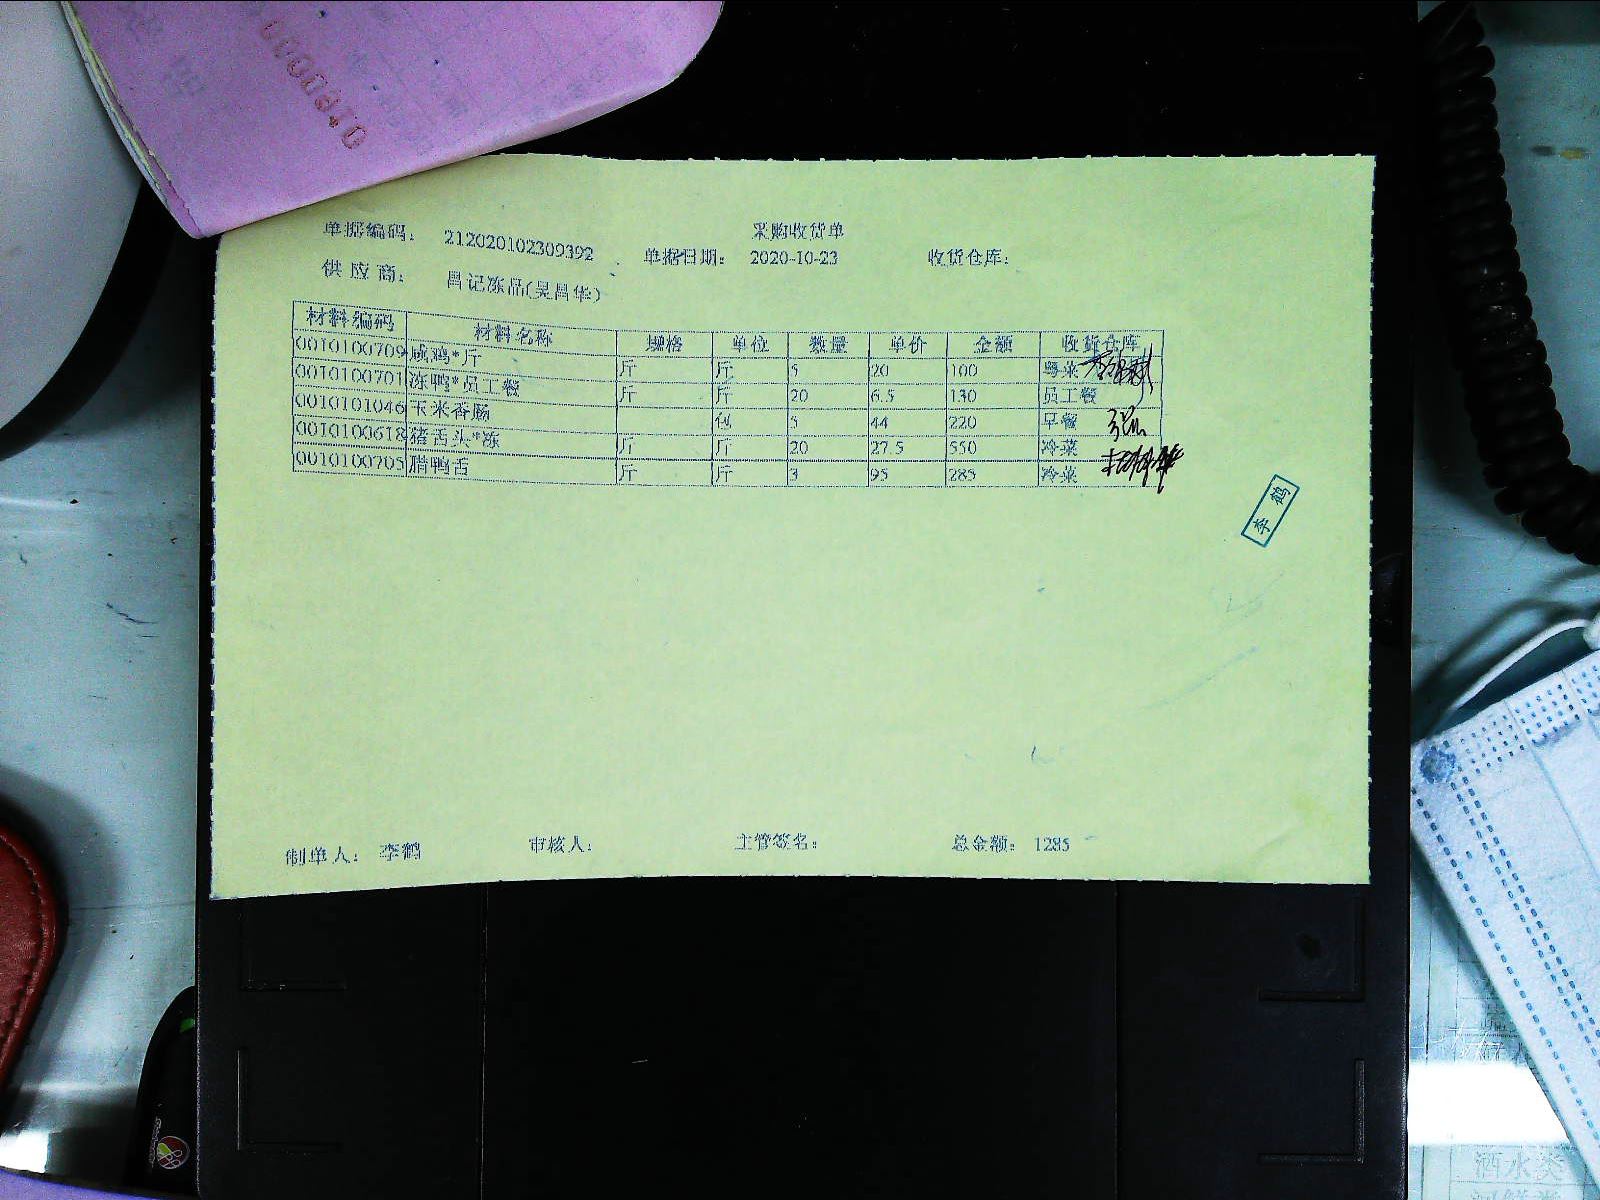 0000840
采购收货单
单据编码: 212020102309392 单据日期: 2020-10-23 收货仓库:
供应商: 昌记冻品(吴昌华)
材料编码 材料名称 规格 单位 数量 单价 金额 收货仓库
0010100709 咸鸡*斤 斤 斤 5 20 100 粤菜
0010100701 冻鸭*员工餐 斤 斤 20 6.5 130 员工餐
0010101046 玉米香肠 包 5 44 220 早餐
0010100618 猪舌头*冻 斤 斤 20 27.5 550 冷菜
0010100705 腊鸭舌 斤 斤 3 95 285 冷菜
李鹤
制单人: 李鹤 审核人: 主管签名: 总金额: 1285
酒水类